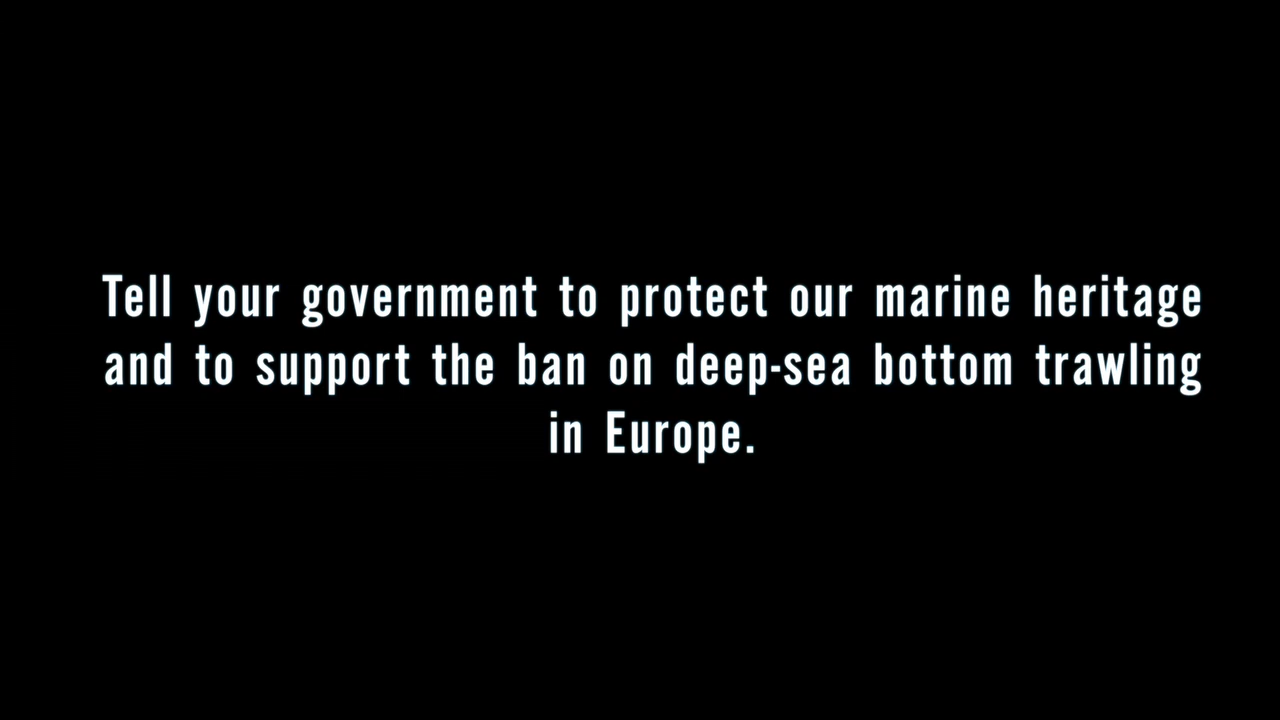 Tell your government to protect our marine heritage
and to support the ban on deep-sea bottom trawling
in Europe.